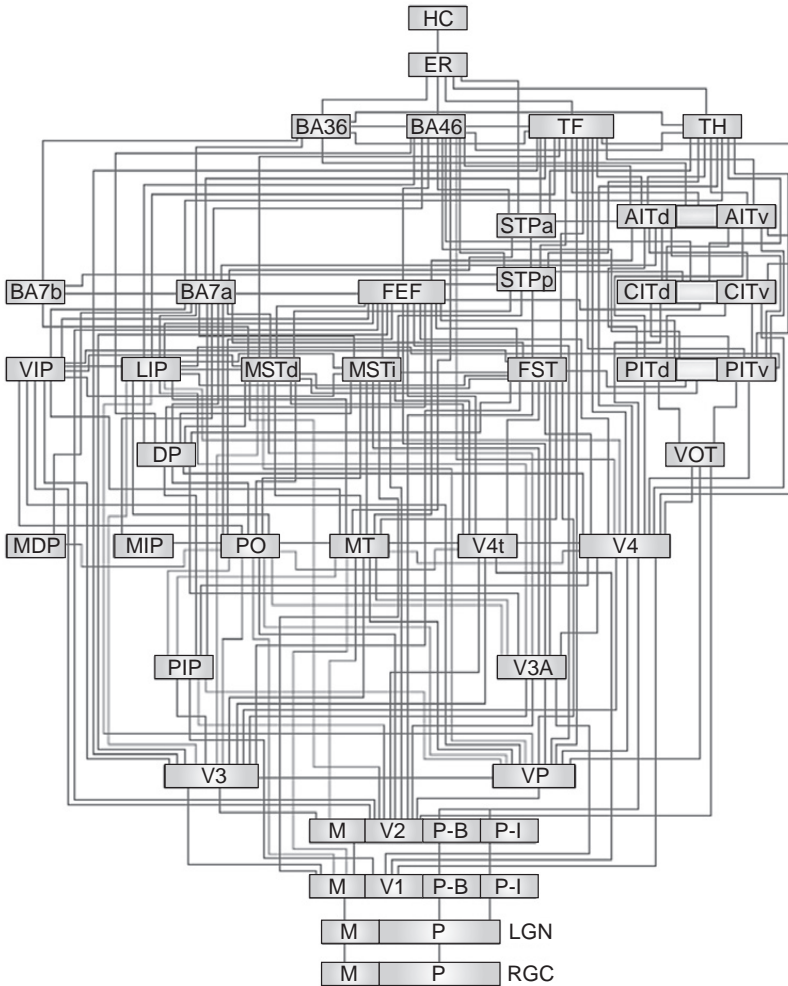 HC
ER
BA36 BA46 TF TH
STPa AITd AITv
BA7b BA7a FEF STPp CITd CITv
VIP LIP MSTd MSTi FST PITd PITv
DP VOT
MDP MIP PO MT V4t V4
PIP V3A
V3 VP
M V2 P-B P-I
M V1 P-B P-I
M P LGN
M P RGC